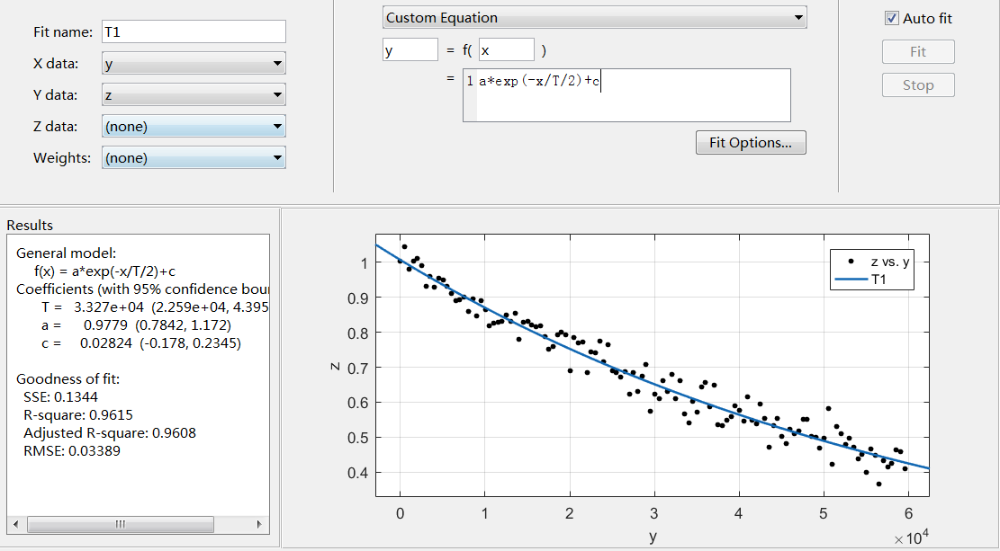 Fit name: T1
X data: y
Y data: z
Z data: (none)
Weights: (none)
Custom Equation
y = f( x )
= 1 a*exp(-x/T/2)+c
Fit Options...
Auto fit
Fit
Stop
Results
General model:
f(x) = a*exp(-x/T/2)+c
Coefficients (with 95% confidence boun
T = 3.327e+04 (2.259e+04, 4.395
a = 0.9779 (0.7842, 1.172)
c = 0.02824 (-0.178, 0.2345)
Goodness of fit:
SSE: 0.1344
R-square: 0.9615
Adjusted R-square: 0.9608
RMSE: 0.03389
z vs. y
T1
1
0.9
0.8
0.7
0.6
0.5
0.4
z
0 1 2 3 4 5 6
y
×10⁴